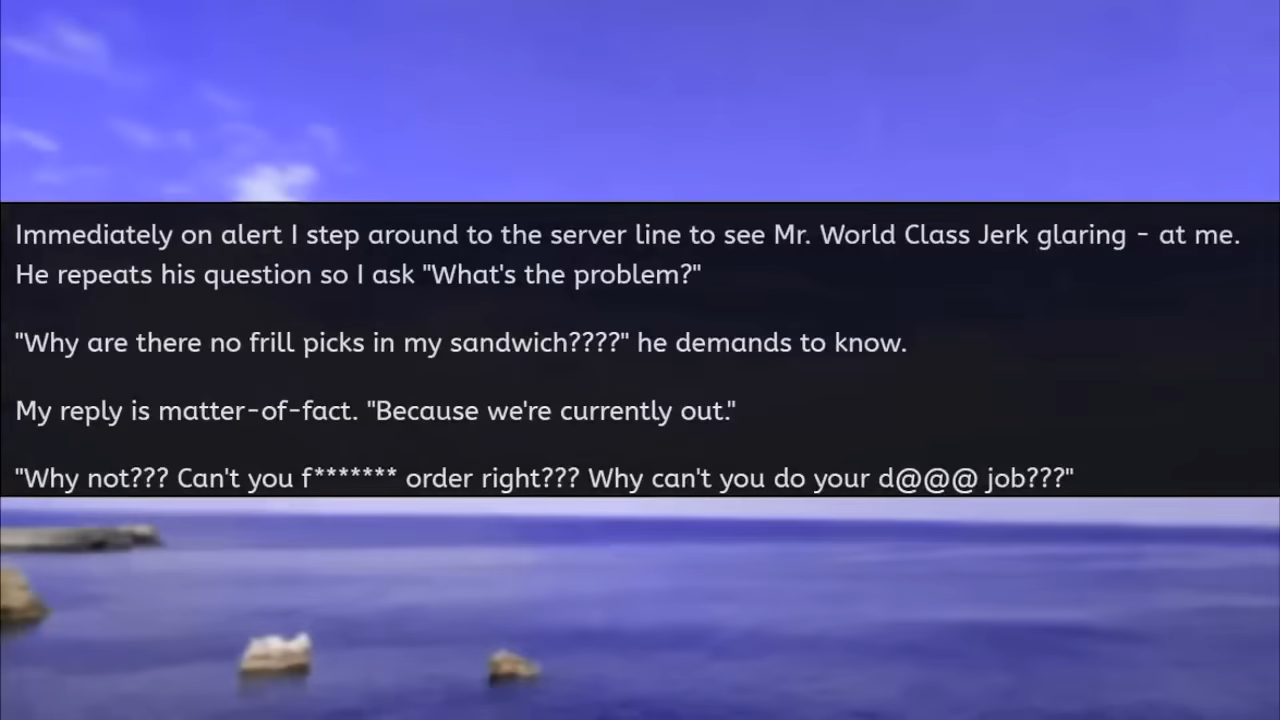 Immediately on alert I step around to the server line to see Mr. World Class Jerk glaring - at me.
He repeats his question so I ask "What's the problem?"
"Why are there no frill picks in my sandwich????" he demands to know.
My reply is matter-of-fact. "Because we're currently out."
"Why not??? Can't you f******* order right??? Why can't you do your d@@@ job???"